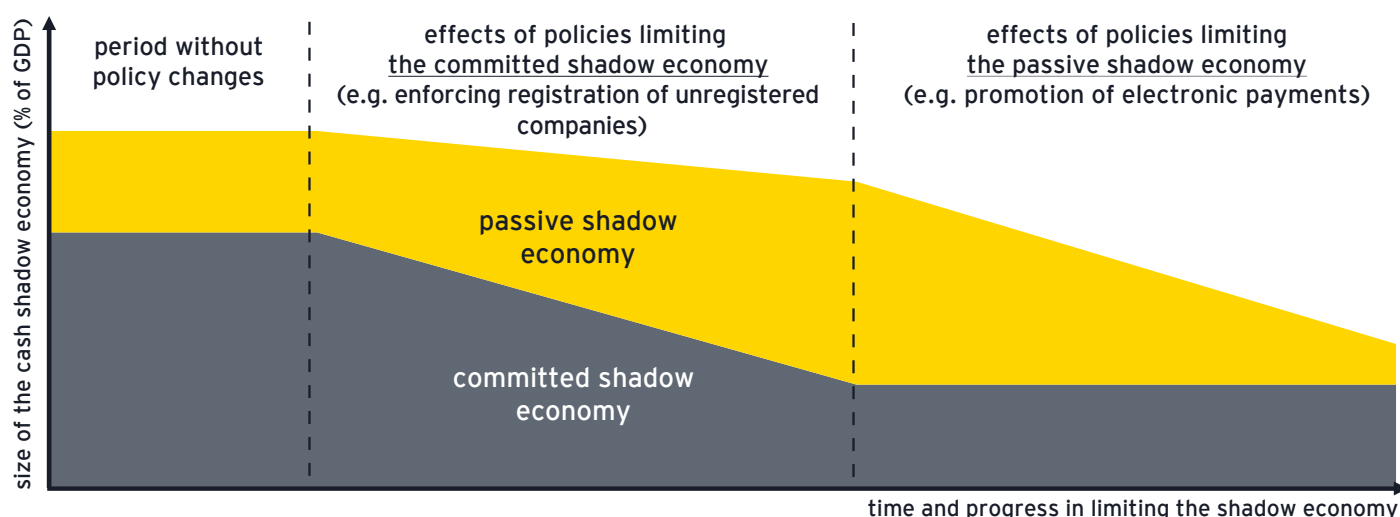 size of the cash shadow economy (% of GDP)
period without
policy changes
effects of policies limiting
the committed shadow economy
(e.g. enforcing registration of unregistered
companies)
effects of policies limiting
the passive shadow economy
(e.g. promotion of electronic payments)
passive shadow
economy
committed shadow
economy
time and progress in limiting the shadow economy